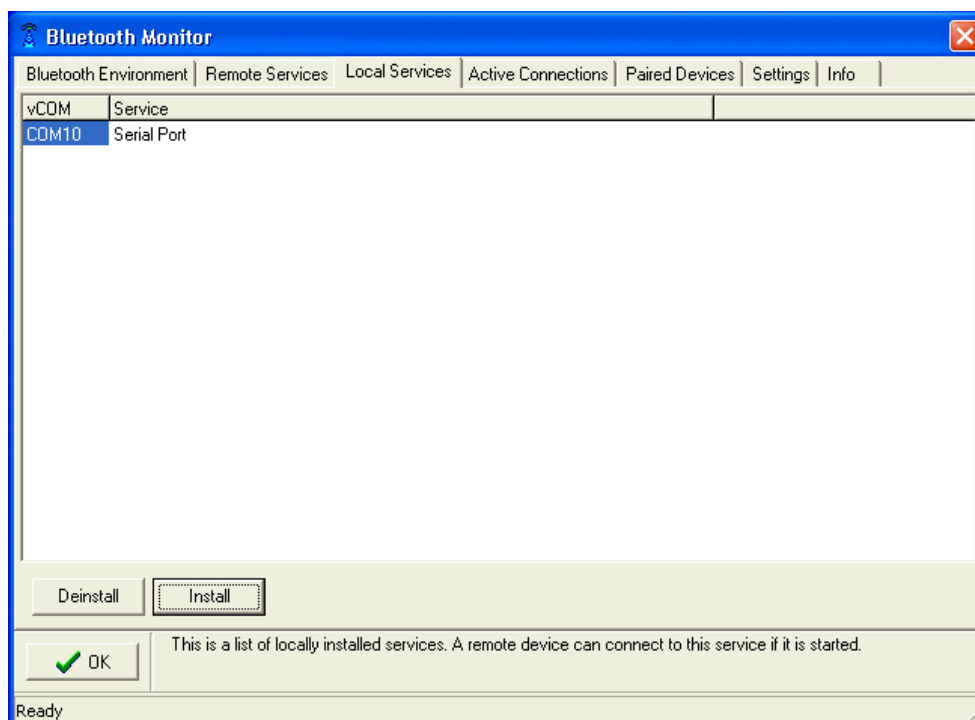 Bluetooth Monitor
Bluetooth Environment Remote Services Local Services Active Connections Paired Devices Settings Info
vCOM Service
COM10 Serial Port
Deinstall Install
OK This is a list of locally installed services. A remote device can connect to this service if it is started.
Ready